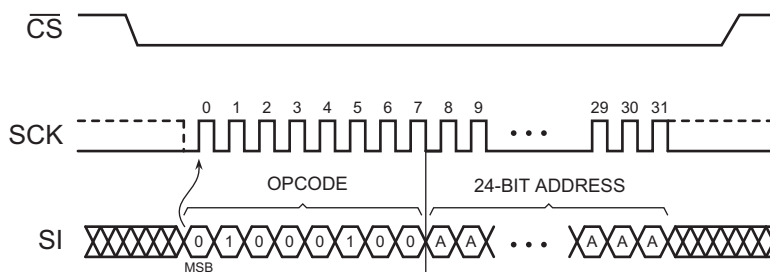 CS
0 1 2 3 4 5 6 7 8 9 29 30 31
SCK
OPCODE 24-BIT ADDRESS
SI 0 1 0 0 0 1 0 0 A A A A A
MSB